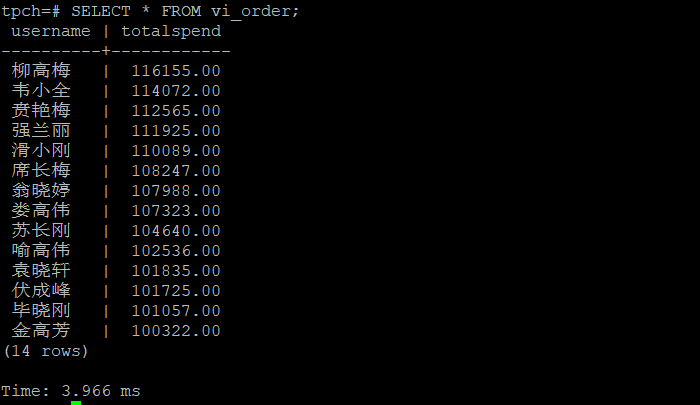 tpch=# SELECT * FROM vi_order;
username | totalspend
----------+------------
柳高梅 | 116155.00
韦小全 | 114072.00
贲艳梅 | 112565.00
强兰丽 | 111925.00
滑小刚 | 110089.00
席长梅 | 108247.00
翁晓婷 | 107988.00
娄高伟 | 107323.00
苏长刚 | 104640.00
喻高伟 | 102536.00
袁晓轩 | 101835.00
伏成峰 | 101725.00
毕晓刚 | 101057.00
金高芳 | 100322.00
(14 rows)
Time: 3.966 ms